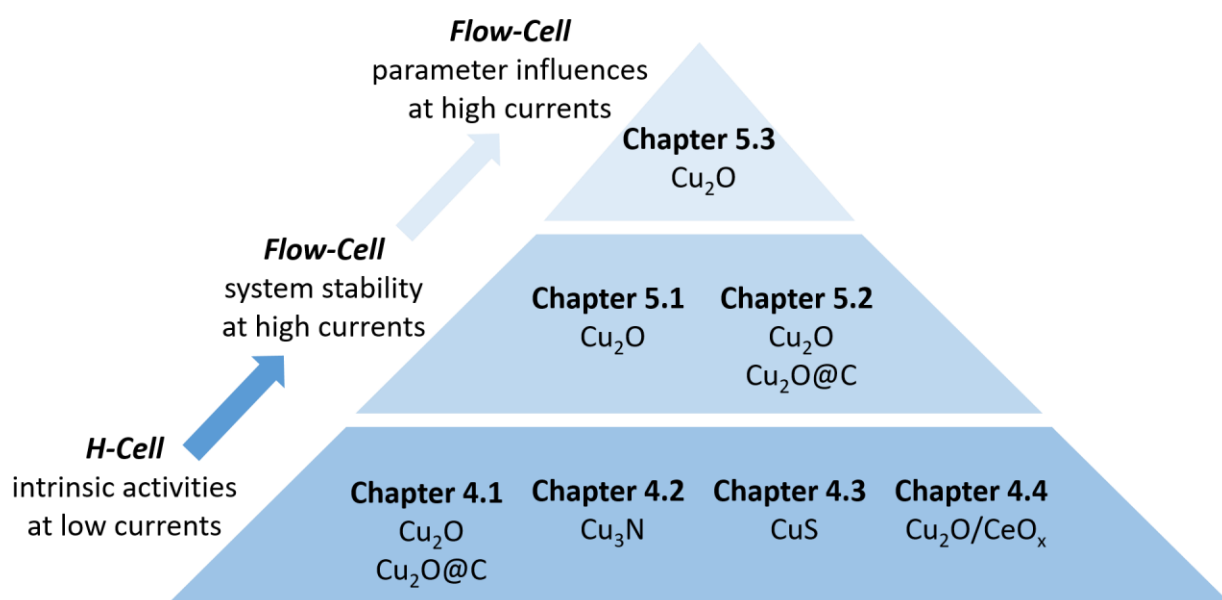 Flow-Cell
parameter influences
at high currents
Chapter 5.3
Cu₂O
Flow-Cell
system stability
at high currents
Chapter 5.1
Cu₂O
Chapter 5.2
Cu₂O
Cu₂O@C
H-Cell
intrinsic activities
at low currents
Chapter 4.1
Cu₂O
Cu₂O@C
Chapter 4.2
Cu₃N
Chapter 4.3
CuS
Chapter 4.4
Cu₂O/CeOₓ